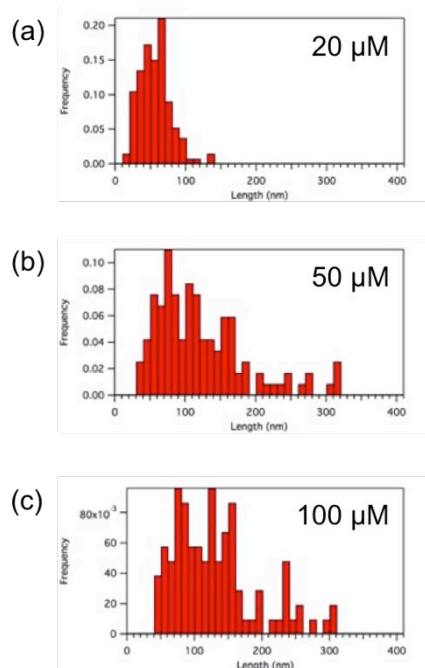 (a)
20 μM
Frequency
0.20
0.15
0.10
0.05
0.00
0 100 200 300 400
Length (nm)
(b)
50 μM
Frequency
0.10
0.08
0.06
0.04
0.02
0.00
0 100 200 300 400
Length (nm)
(c)
100 μM
Frequency
80x10⁻³
60
40
20
0
0 100 200 300 400
Length (nm)